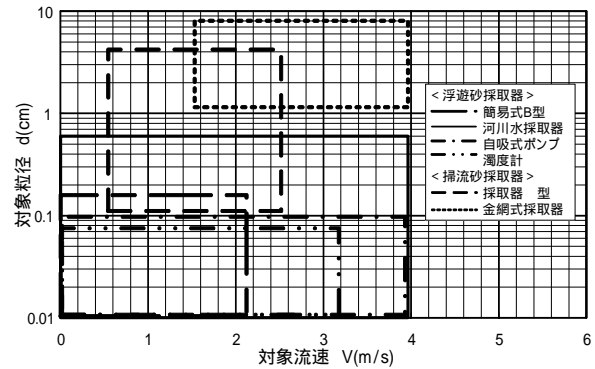 10
1
0.1
0.01
対象粒径 d(cm)
0 1 2 3 4 5 6
対象流速 V(m/s)
<浮遊砂採取器>
簡易式B型
河川水採取器
自吸式ポンプ
濁度計
<掃流砂採取器>
採取器 型
金網式採取器